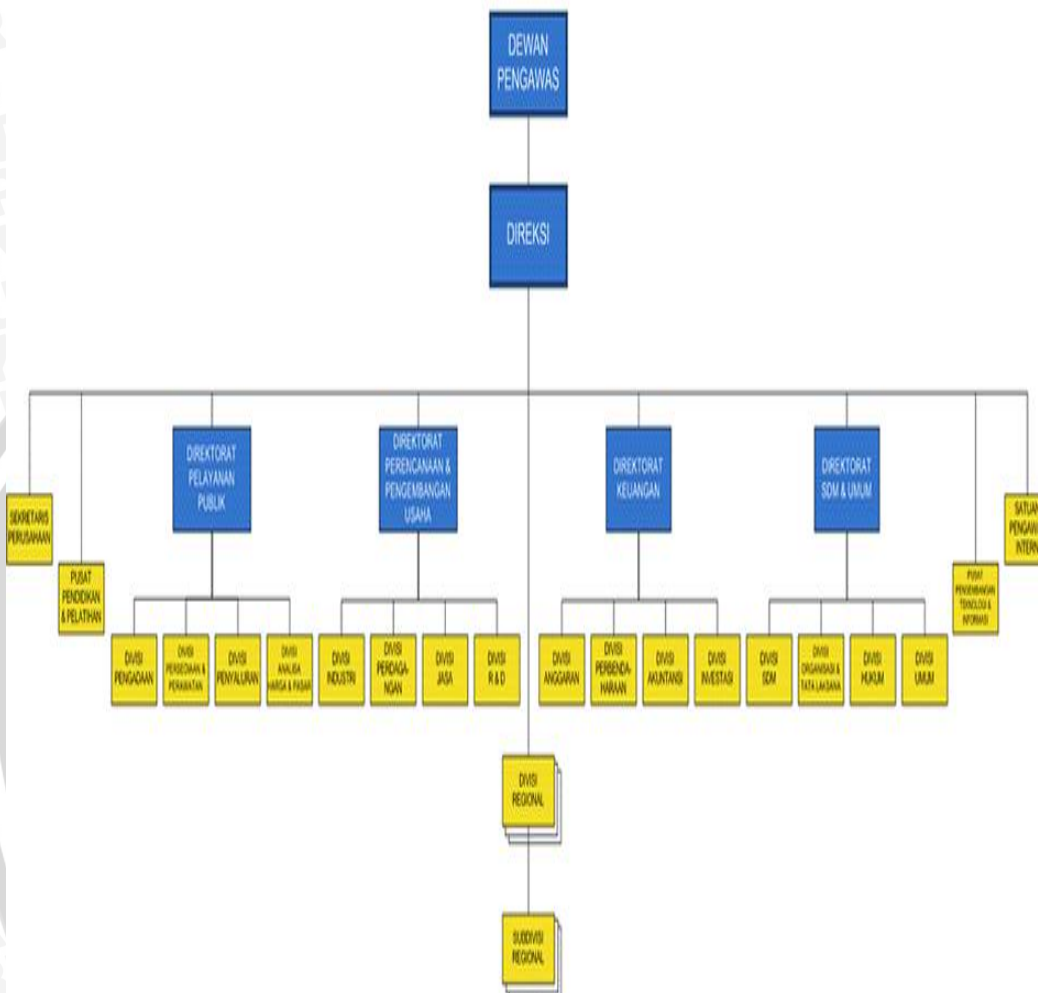 DEWAN
PENGAWAS
DIREKSI
DIREKTORAT
PELAYANAN
PUBLIK
DIREKTORAT
PERENCANAAN &
PENGEMBANGAN
USAHA
DIREKTORAT
KEUANGAN
DIREKTORAT
SDM & UMUM
SEKRETARIS
PERUSAHAAN
PUSAT
PENDIDIKAN
& PELATIHAN
PUSAT
PENGEMBANGAN
TEKNOLOGI &
INFORMASI
SATUAN
PENGAW
INTERN
DIVISI
PENGADAAN
DIVISI
PERSEDIAAN &
PERAWATAN
DIVISI
PENYALURAN
DIVISI
ANALISA
HARGA & PASAR
DIVISI
INDUSTRI
DIVISI
PERDAGA-
NGAN
DIVISI
JASA
DIVISI
R & D
DIVISI
ANGGARAN
DIVISI
PERBENDA-
HARAAN
DIVISI
AKUNTANSI
DIVISI
INVESTASI
DIVISI
SDM
DIVISI
ORGANISASI &
TATA LAKSANA
DIVISI
HUKUM
DIVISI
UMUM
DIVISI
REGIONAL
SUBDIVISI
REGIONAL